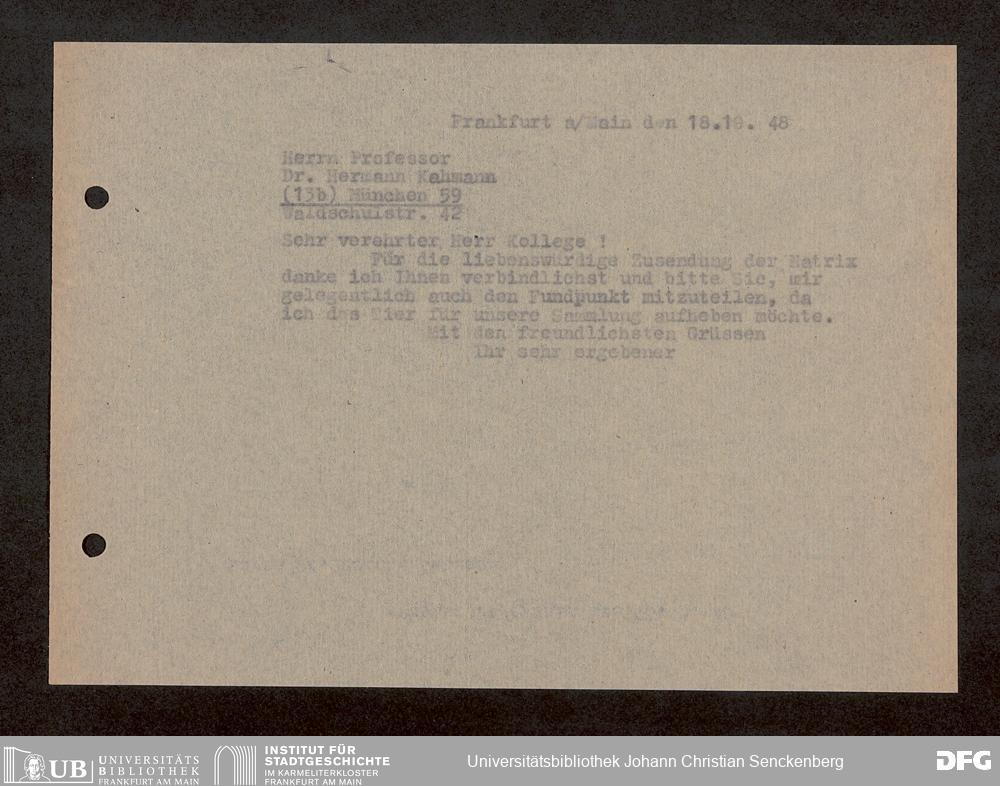 Frankfurt a/Main den 18.10. 48
Herrn Professor
Dr. Hermann Kahmann
(13b) München 59
Waldschulstr. 42
Sehr verehrter Herr Kollege !
Für die liebenswürdige Zusendung der Matrix
danke ich Ihnen verbindlichst und bitte Sie, mir
gelegentlich auch den Fundpunkt mitzuteilen, da
ich das Tier für unsere Sammlung aufheben möchte.
Mit den freundlichsten Grüssen
Ihr sehr ergebener
UB UNIVERSITÄTS
BIBLIOTHEK
FRANKFURT AM MAIN
INSTITUT FÜR
STADTGESCHICHTE
IM KARMELITERKLOSTER
FRANKFURT AM MAIN
Universitätsbibliothek Johann Christian Senckenberg
DFG